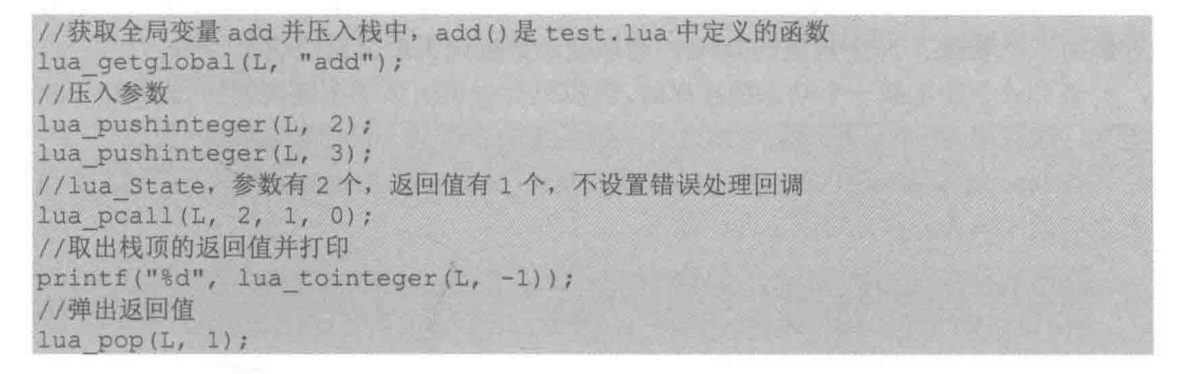 //获取全局变量 add 并压入栈中，add()是 test.lua 中定义的函数
lua_getglobal(L, "add");
//压入参数
lua_pushinteger(L, 2);
lua_pushinteger(L, 3);
//lua_State，参数有 2 个，返回值有 1 个，不设置错误处理回调
lua_pcall(L, 2, 1, 0);
//取出栈顶的返回值并打印
printf("%d", lua_tointeger(L, -1));
//弹出返回值
lua_pop(L, 1);